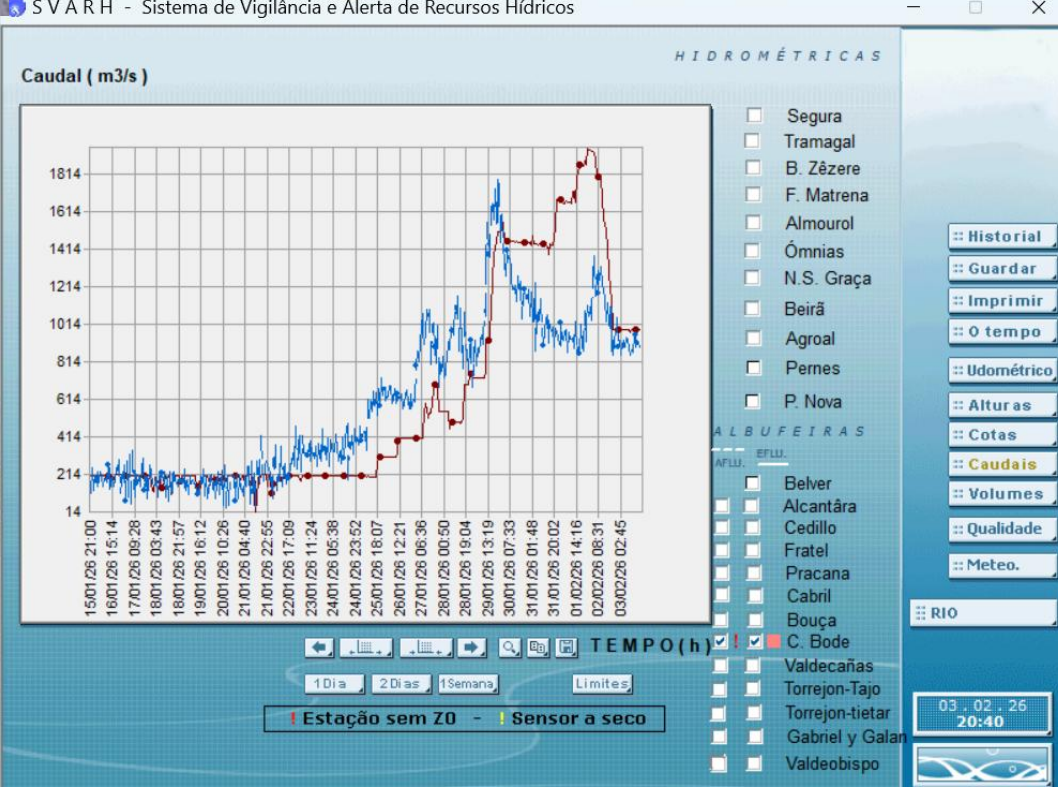 S V A R H - Sistema de Vigilância e Alerta de Recursos Hídricos
HIDROMÉTRICAS
Caudal ( m3/s )
1814
1614
1414
1214
1014
814
614
414
214
14
15/01/26 21:00
16/01/26 15:14
17/01/26 09:28
18/01/26 03:43
18/01/26 21:57
19/01/26 16:12
20/01/26 10:26
21/01/26 04:40
21/01/26 22:55
22/01/26 17:09
23/01/26 11:24
24/01/26 05:38
24/01/26 23:52
25/01/26 18:07
26/01/26 12:21
27/01/26 06:36
28/01/26 00:50
28/01/26 19:04
29/01/26 13:19
30/01/26 07:33
31/01/26 01:48
31/01/26 20:02
01/02/26 14:16
02/02/26 08:31
03/02/26 02:45
TEMPO(h)
1Dia
2Dias
1Semana
Limites
! Estação sem Z0 - ! Sensor a seco
Segura
Tramagal
B. Zêzere
F. Matrena
Almourol
Ómnias
N.S. Graça
Beirã
Agroal
Pernes
P. Nova
ALBUFEIRAS
AFLU.
EFLU.
Belver
Alcantâra
Cedillo
Fratel
Pracana
Cabril
Bouça
! C. Bode
Valdecañas
Torrejon-Tajo
Torrejon-tietar
Gabriel y Galan
Valdeobispo
:: Historial
:: Guardar
:: Imprimir
:: O tempo
:: Udométrico
:: Alturas
:: Cotas
:: Caudais
:: Volumes
:: Qualidade
:: Meteo.
RIO
03.02.26
20:40